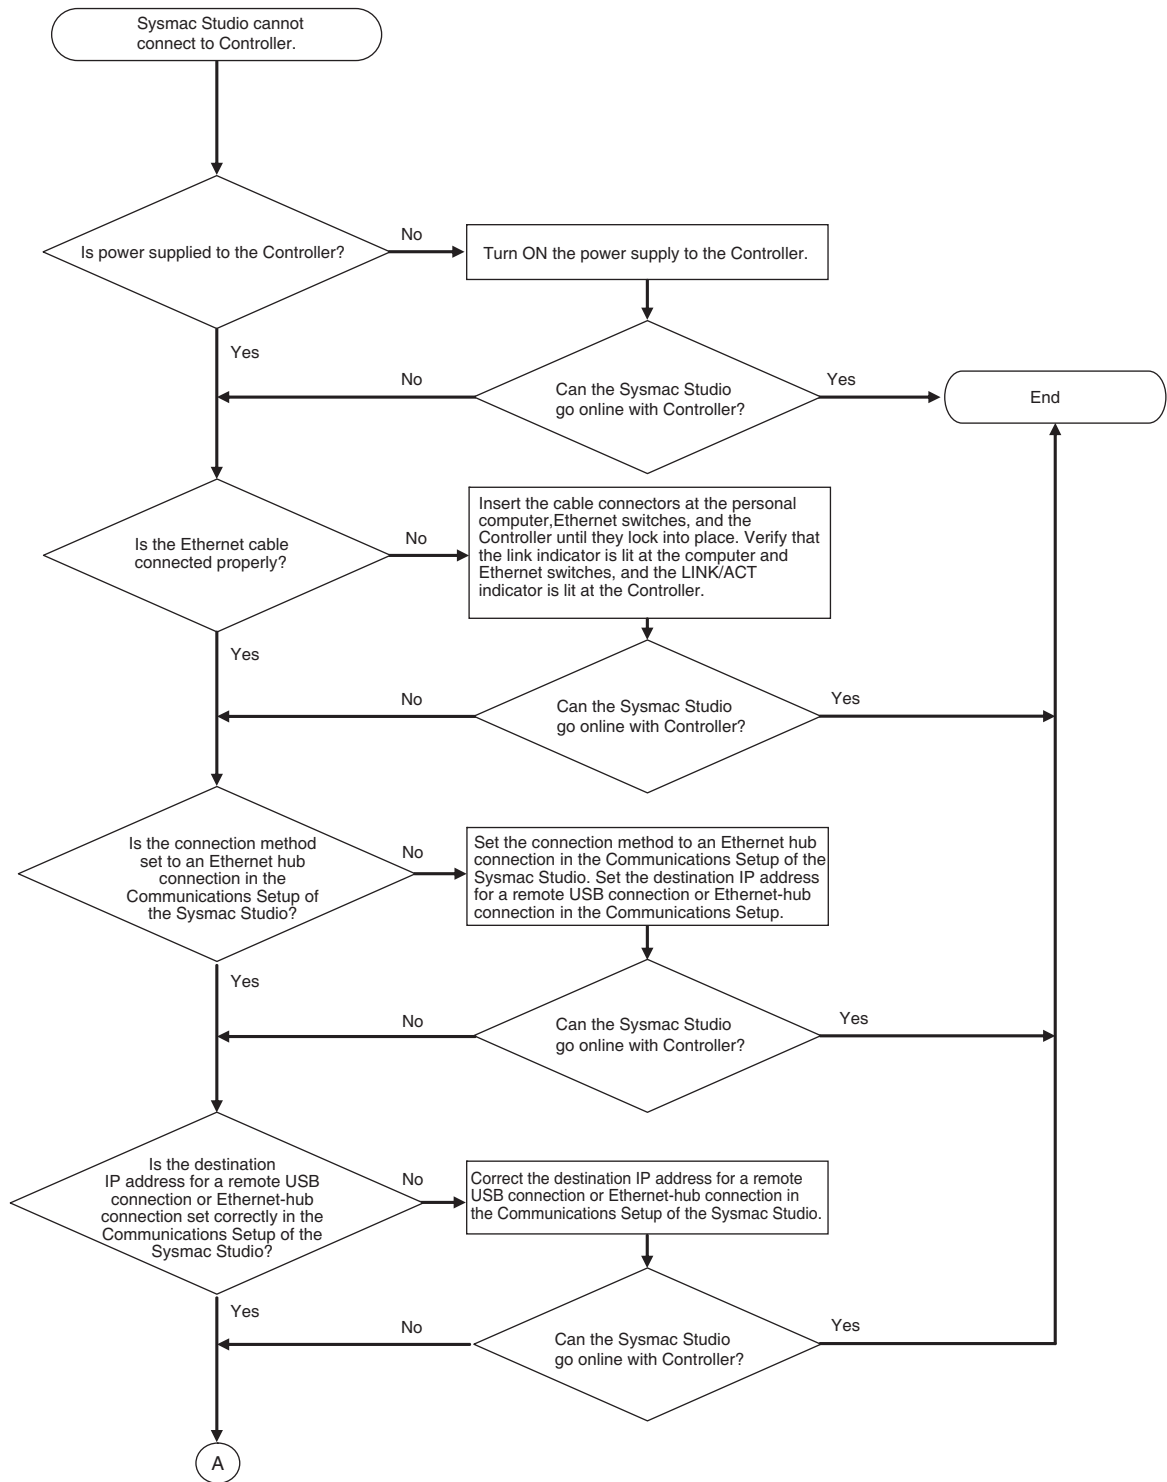 Sysmac Studio cannot
connect to Controller.
Is power supplied to the Controller?
No
Turn ON the power supply to the Controller.
Yes
No
Can the Sysmac Studio
go online with Controller?
Yes
End
Is the Ethernet cable
connected properly?
No
Insert the cable connectors at the personal
computer,Ethernet switches, and the
Controller until they lock into place. Verify that
the link indicator is lit at the computer and
Ethernet switches, and the LINK/ACT
indicator is lit at the Controller.
Yes
No
Can the Sysmac Studio
go online with Controller?
Yes
Is the connection method
set to an Ethernet hub
connection in the
Communications Setup of
the Sysmac Studio?
No
Set the connection method to an Ethernet hub
connection in the Communications Setup of the
Sysmac Studio. Set the destination IP address
for a remote USB connection or Ethernet-hub
connection in the Communications Setup.
Yes
No
Can the Sysmac Studio
go online with Controller?
Yes
Is the destination
IP address for a remote USB
connection or Ethernet-hub
connection set correctly in the
Communications Setup of the
Sysmac Studio?
No
Correct the destination IP address for a remote
USB connection or Ethernet-hub connection in
the Communications Setup of the Sysmac Studio.
Yes
No
Can the Sysmac Studio
go online with Controller?
Yes
A